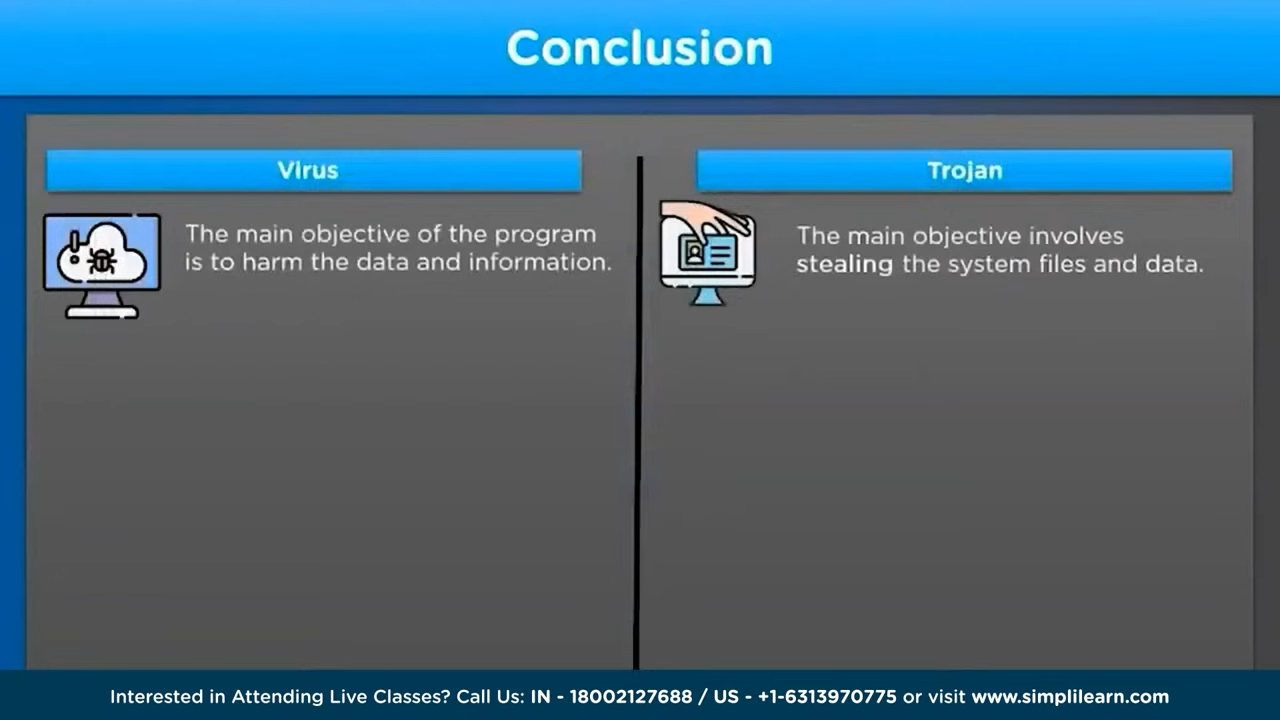 Conclusion
Virus
The main objective of the program
is to harm the data and information.
Trojan
The main objective involves
stealing the system files and data.
Interested in Attending Live Classes? Call Us: IN - 18002127688 / US - +1-6313970775 or visit www.simplilearn.com